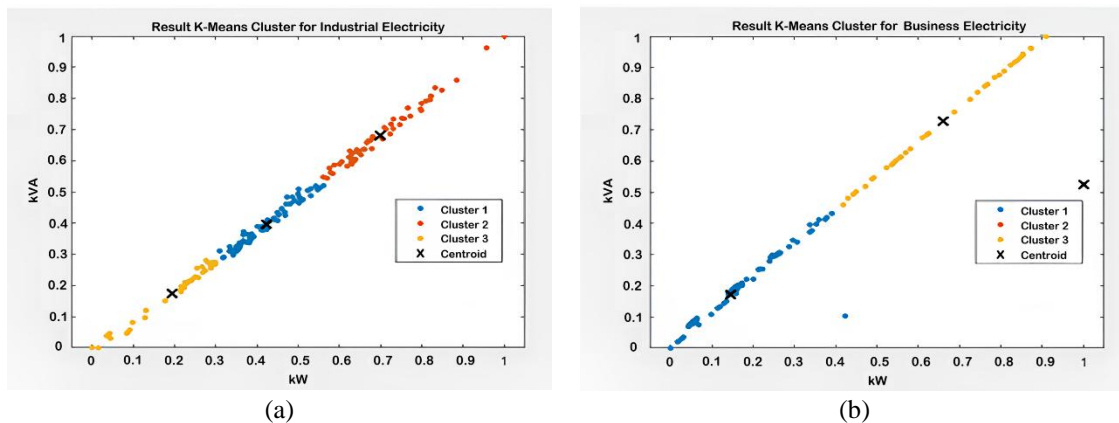 Result K-Means Cluster for Industrial Electricity
1
0.9
0.8
0.7
0.6
0.5
0.4
0.3
0.2
0.1
0
kVA
0 0.1 0.2 0.3 0.4 0.5 0.6 0.7 0.8 0.9 1
kW
Cluster 1
Cluster 2
Cluster 3
Centroid
(a)
Result K-Means Cluster for Business Electricity
1
0.9
0.8
0.7
0.6
0.5
0.4
0.3
0.2
0.1
0
kVA
0 0.1 0.2 0.3 0.4 0.5 0.6 0.7 0.8 0.9 1
kW
Cluster 1
Cluster 2
Cluster 3
Centroid
(b)